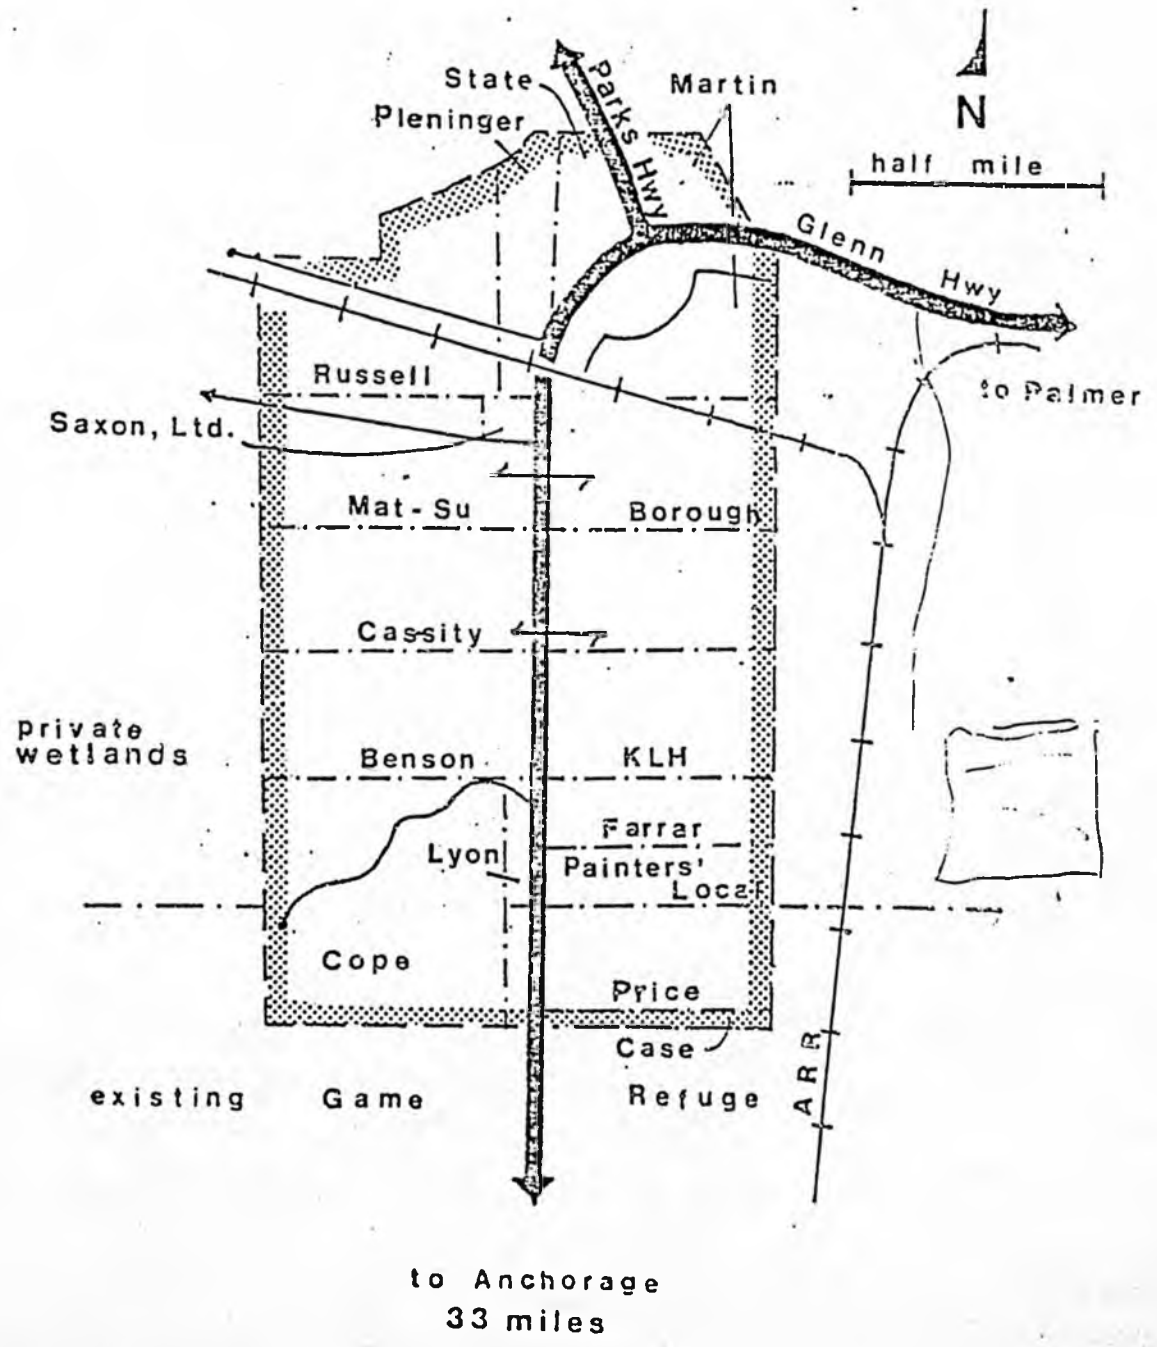 State
Pleninger
Parks Hwy
Martin
N
half mile
Glenn Hwy
to Palmer
Russell
Saxon, Ltd.
Mat-Su Borough
Cassity
private
wetlands
Benson
KLH
Farrar
Lyon
Painters'
Local
Cope
Price
Case
existing Game Refuge
ARR
to Anchorage
33 miles